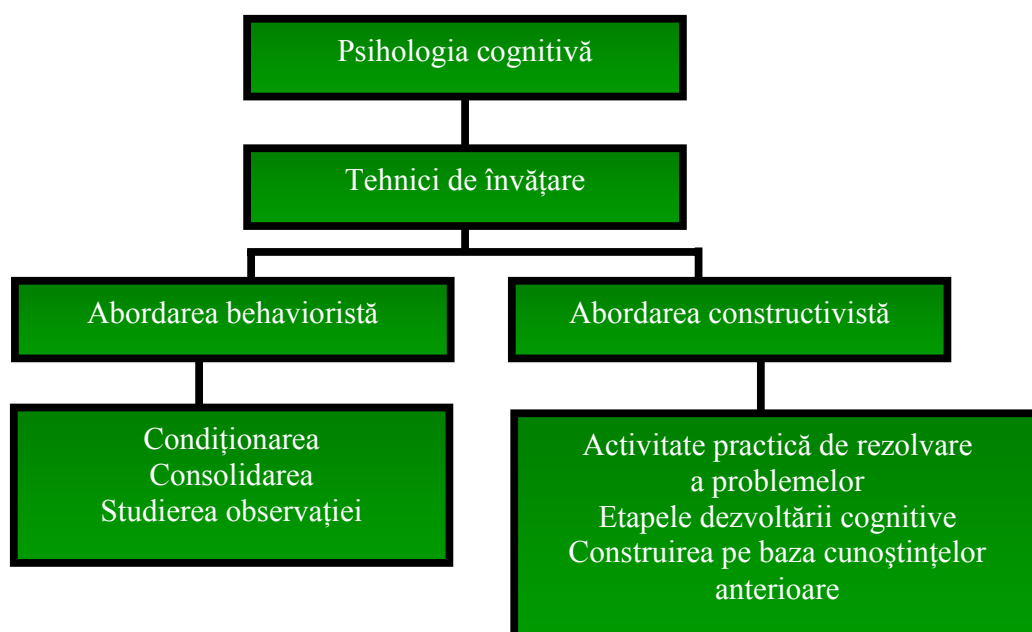 Psihologia cognitivă
Tehnici de învățare
Abordarea behavioristă
Abordarea constructivistă
Condiționarea
Consolidarea
Studierea observației
Activitate practică de rezolvare
a problemelor
Etapele dezvoltării cognitive
Construirea pe baza cunoştințelor
anterioare